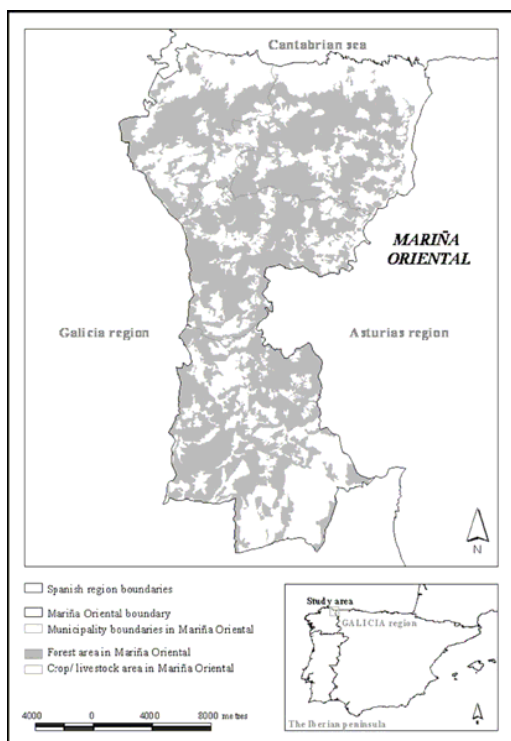 Cantabrian sea
MARIÑA
ORIENTAL
Galicia region
Asturias region
N
Spanish region boundaries
Mariña Oriental boundary
Municipality boundaries in Mariña Oriental
Forest area in Mariña Oriental
Crop/ livestock area in Mariña Oriental
4000 0 4000 8000 metres
Study area
GALICIA region
The Iberian peninsula
N